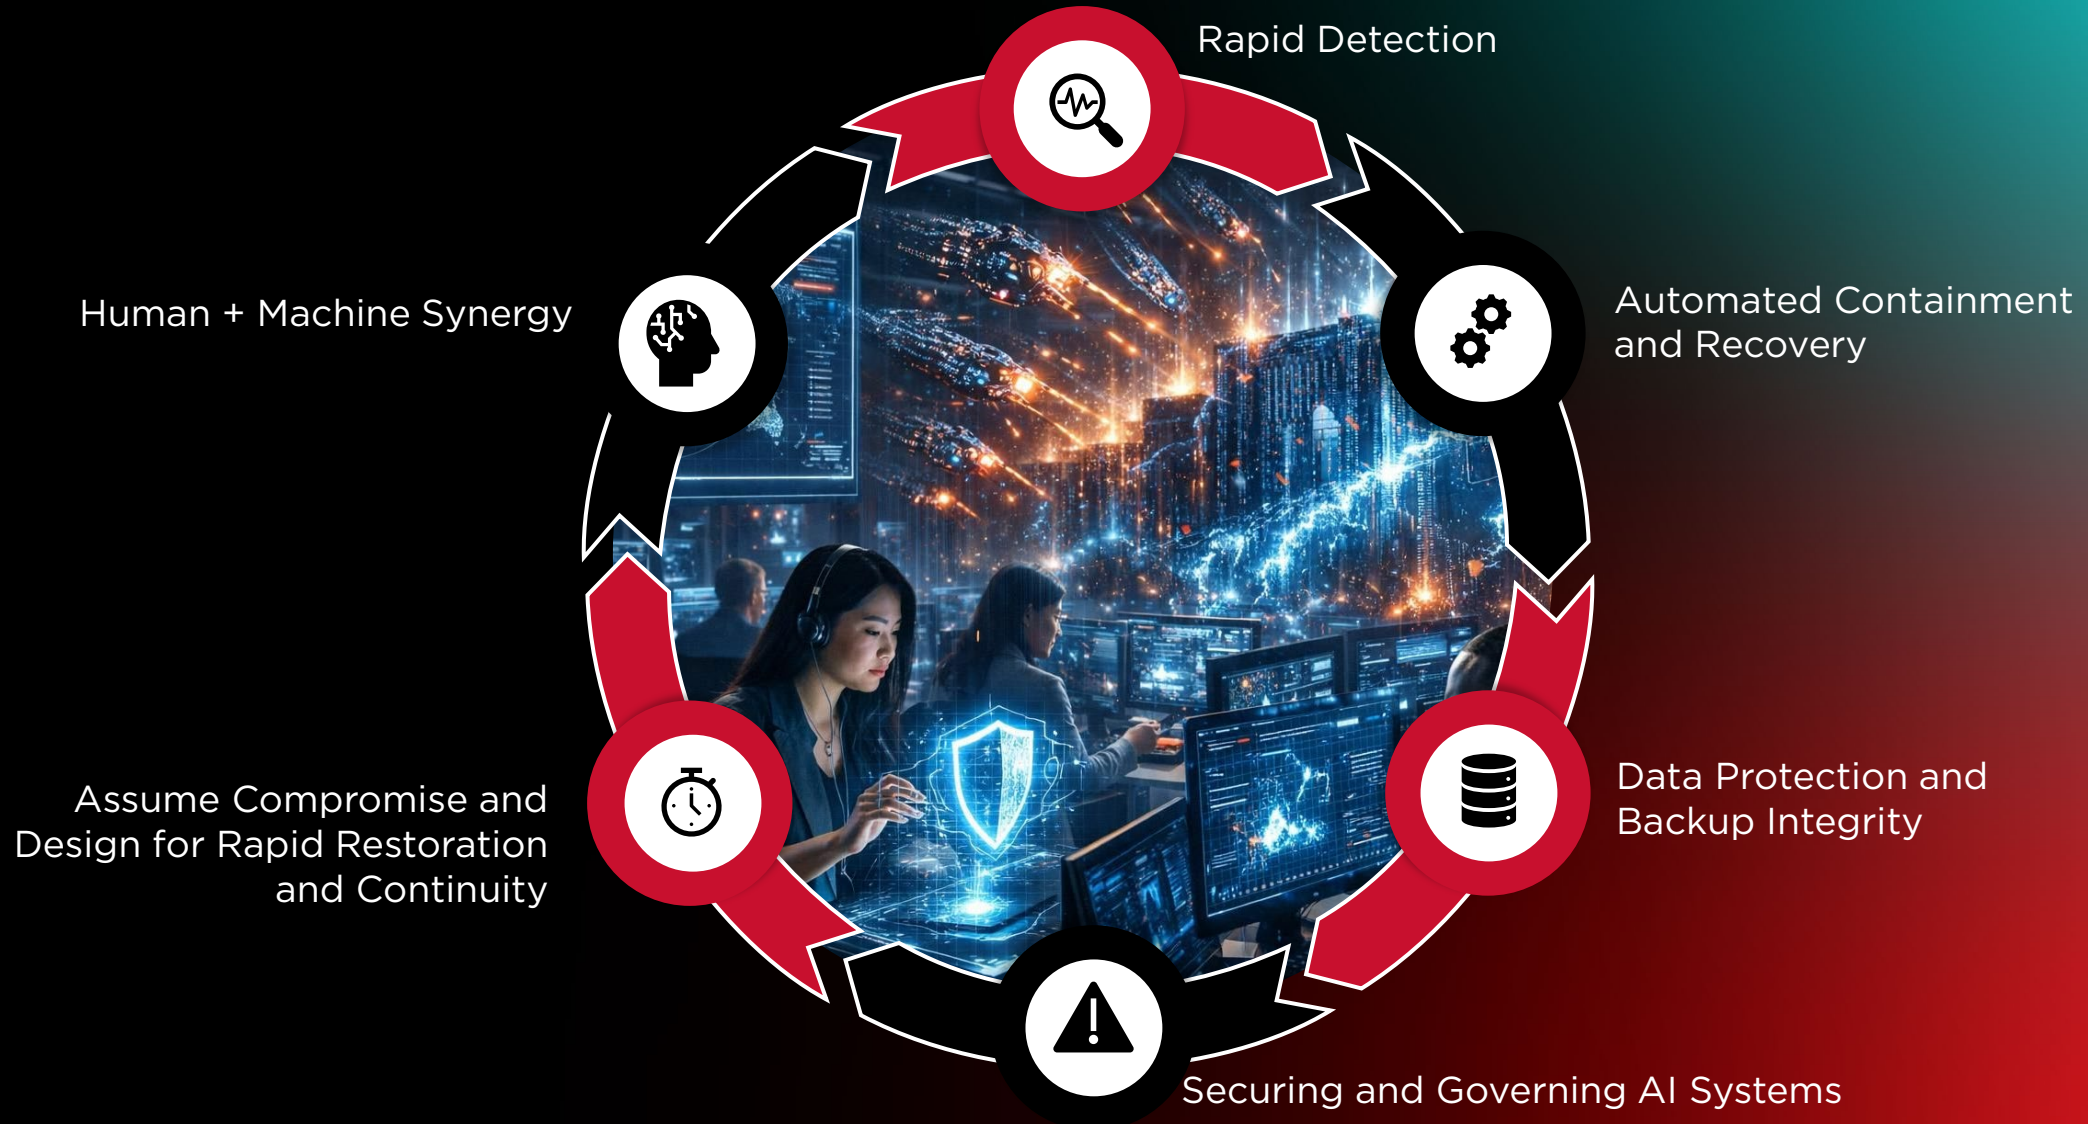 Rapid Detection
Automated Containment
and Recovery
Data Protection and
Backup Integrity
Securing and Governing AI Systems
Assume Compromise and
Design for Rapid Restoration
and Continuity
Human + Machine Synergy